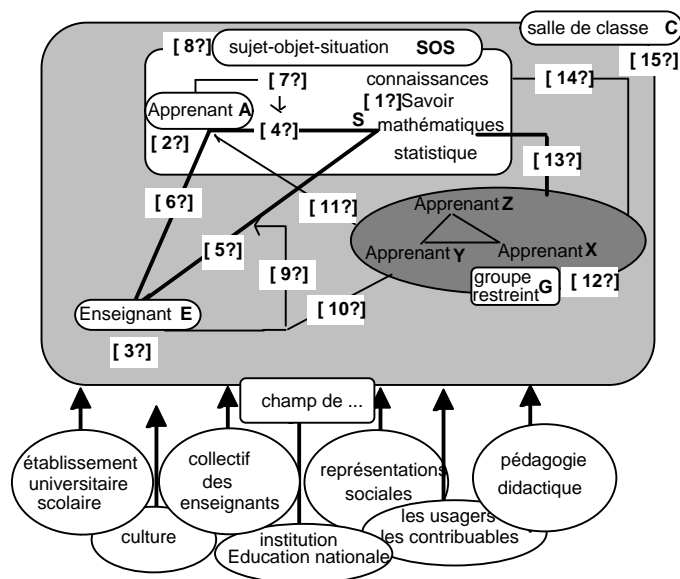 salle de classe C
[ 8?]
sujet-objet-situation SOS
[ 15?]
[ 7?]
connaissances
[ 14?]
Apprenant A
[ 1?] Savoir
S
[ 4?]
mathématiques
[ 2?]
statistique
[ 13?]
[ 6?]
[ 11?]
Apprenant Z
[ 5?]
Apprenant Y
Apprenant X
[ 9?]
groupe
restreint G
[ 12?]
[ 10?]
Enseignant E
[ 3?]
champ de ...
établissement
universitaire
scolaire
culture
collectif
des
enseignants
institution
Education nationale
représentations
sociales
les usagers
les contribuables
pédagogie
didactique